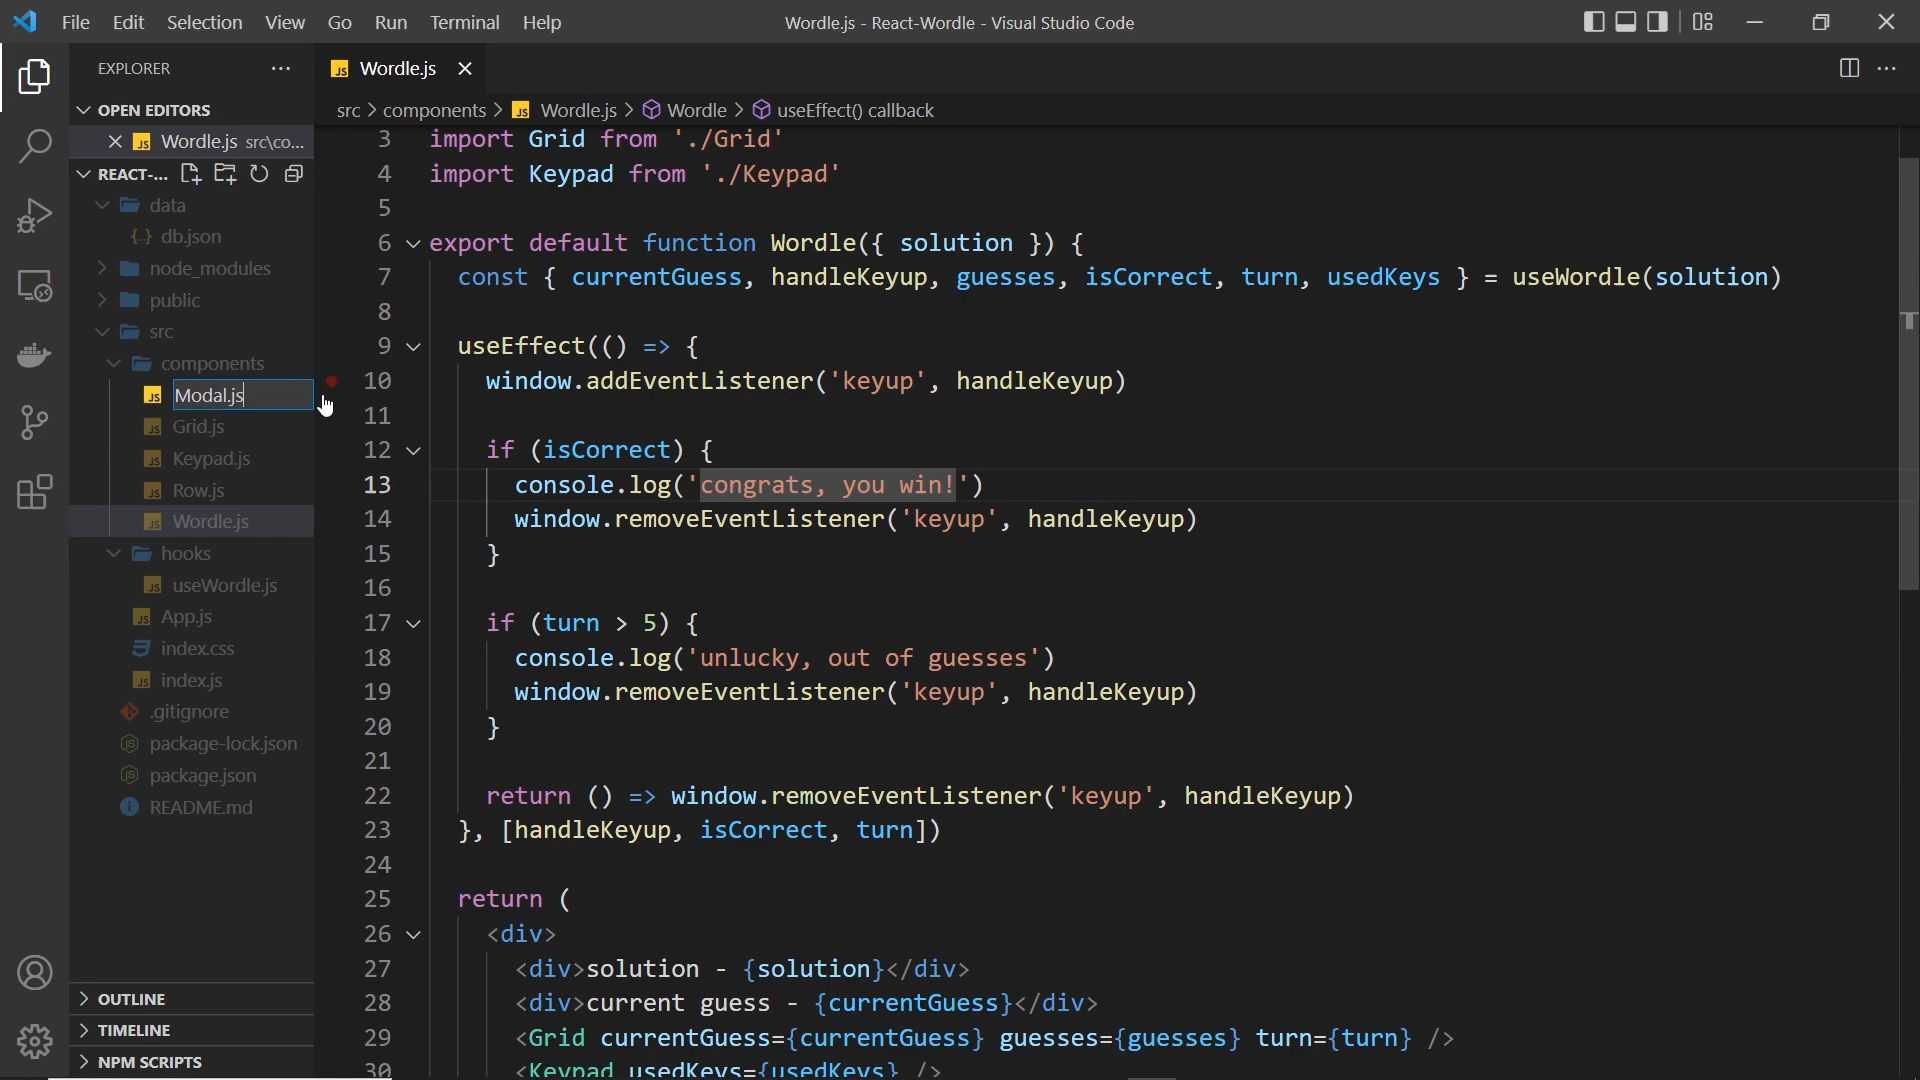 File Edit Selection View Go Run Terminal Help
Wordle.js - React-Wordle - Visual Studio Code
EXPLORER
OPEN EDITORS
Wordle.js src\co...
REACT-...
data
db.json
node_modules
public
src
components
Modal.js
Grid.js
Keypad.js
Row.js
Wordle.js
hooks
useWordle.js
App.js
index.css
index.js
.gitignore
package-lock.json
package.json
README.md
OUTLINE
TIMELINE
NPM SCRIPTS
Wordle.js
src > components > Wordle.js > Wordle > useEffect() callback
3 import Grid from './Grid'
4 import Keypad from './Keypad'
5
6 export default function Wordle({ solution }) {
7 const { currentGuess, handleKeyup, guesses, isCorrect, turn, usedKeys } = useWordle(solution)
8
9 useEffect(() => {
10 window.addEventListener('keyup', handleKeyup)
11
12 if (isCorrect) {
13 console.log('congrats, you win!')
14 window.removeEventListener('keyup', handleKeyup)
15 }
16
17 if (turn > 5) {
18 console.log('unlucky, out of guesses')
19 window.removeEventListener('keyup', handleKeyup)
20 }
21
22 return () => window.removeEventListener('keyup', handleKeyup)
23 }, [handleKeyup, isCorrect, turn])
24
25 return (
26 <div>
27 <div>solution - {solution}</div>
28 <div>current guess - {currentGuess}</div>
29 <Grid currentGuess={currentGuess} guesses={guesses} turn={turn} />
30 <Keypad usedKeys={usedKeys} />